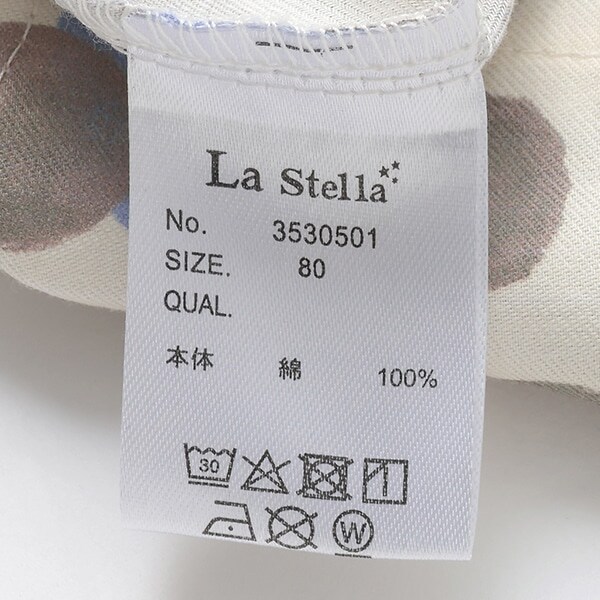 La Stella
No. 3530501
SIZE. 80
QUAL.
本体 綿 100%
30
W